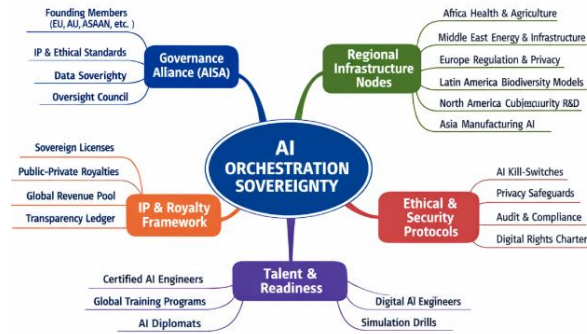 Founding Members
(EU, AU, ASAAN, etc.)
IP & Ethical Standards
Data Soverighty
Oversight Council
Governance
Allance (AISA)
Regional
Infrastructure
Nodes
Africa Health & Agriculture
Middle East Energy & Infrastructure
Europe Regulation & Privacy
Latin America Biodiversity Models
North America R&D
Asia Manufacturing AI
AI
ORCHESTRATION
SOVEREIGNTY
Sovereign Licenses
Public-Private Royalties
Global Revenue Pool
Transparency Ledger
IP & Royalty
Framework
Ethical &
Security
Protocols
AI Kill-Switches
Privacy Safeguards
Audit & Compliance
Digital Rights Charter
Talent &
Readiness
Certified AI Engineers
Global Training Programs
AI Diplomats
Digital AI Engineers
Simulation Drills